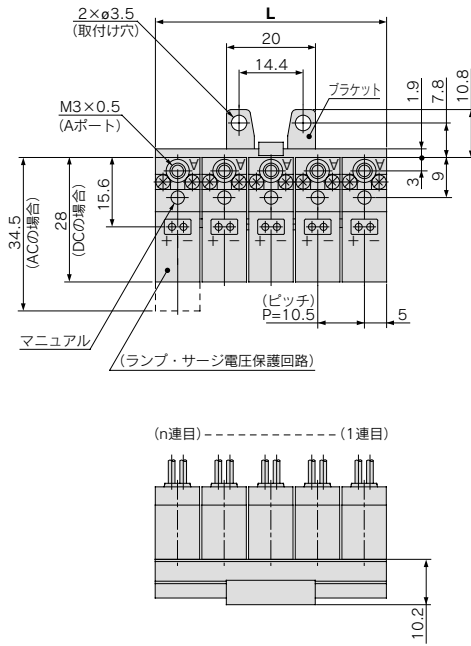 L
2×ø3.5
(取付け穴)
20
14.4
ブラケット
1.9
7.8
10.8
M3×0.5
(Aポート)
A A A A A
3
9
15.6
28
(DCの場合)
34.5
(ACの場合)
+ - + - + - + - + -
(ピッチ)
P=10.5
5
マニュアル
(ランプ・サージ電圧保護回路)
(n連目)
(1連目)
10.2